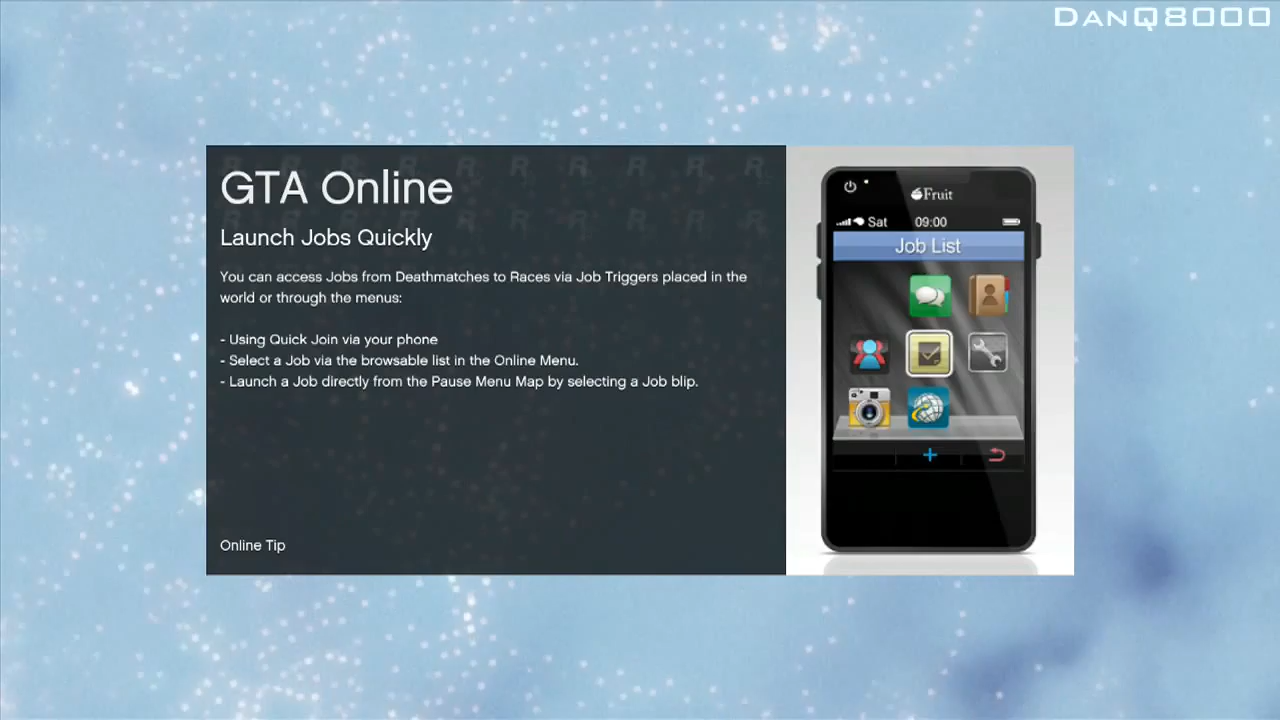 DanQ8000
GTA Online
Launch Jobs Quickly
You can access Jobs from Deathmatches to Races via Job Triggers placed in the
world or through the menus:
- Using Quick Join via your phone
- Select a Job via the browsable list in the Online Menu.
- Launch a Job directly from the Pause Menu Map by selecting a Job blip.
Online Tip
Fruit
Sat 09:00
Job List